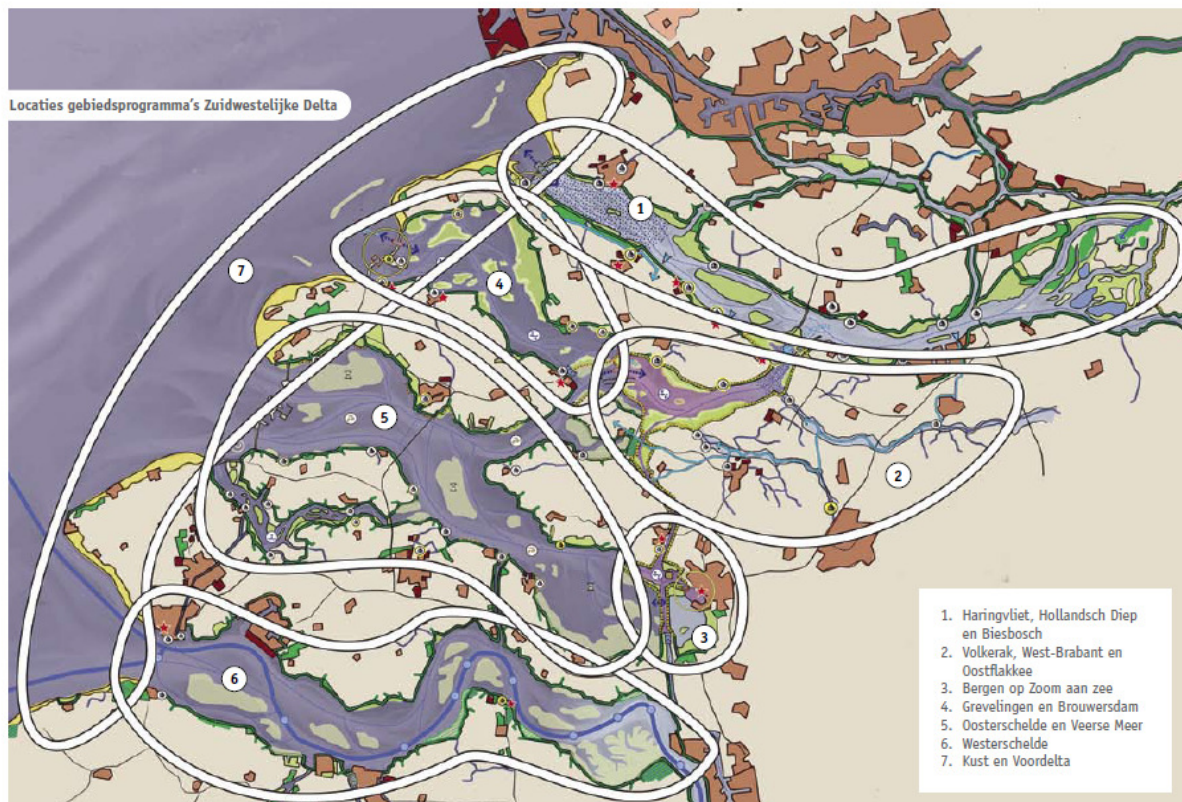 Locaties gebiedsprogramma's Zuidwestelijke Delta
1
7
4
5
2
3
6
1. Haringvliet, Hollandsch Diep
en Biesbosch
2. Volkerak, West-Brabant en
Oostflakkee
3. Bergen op Zoom aan zee
4. Grevelingen en Brouwersdam
5. Oosterschelde en Veerse Meer
6. Westerschelde
7. Kust en Voordelta